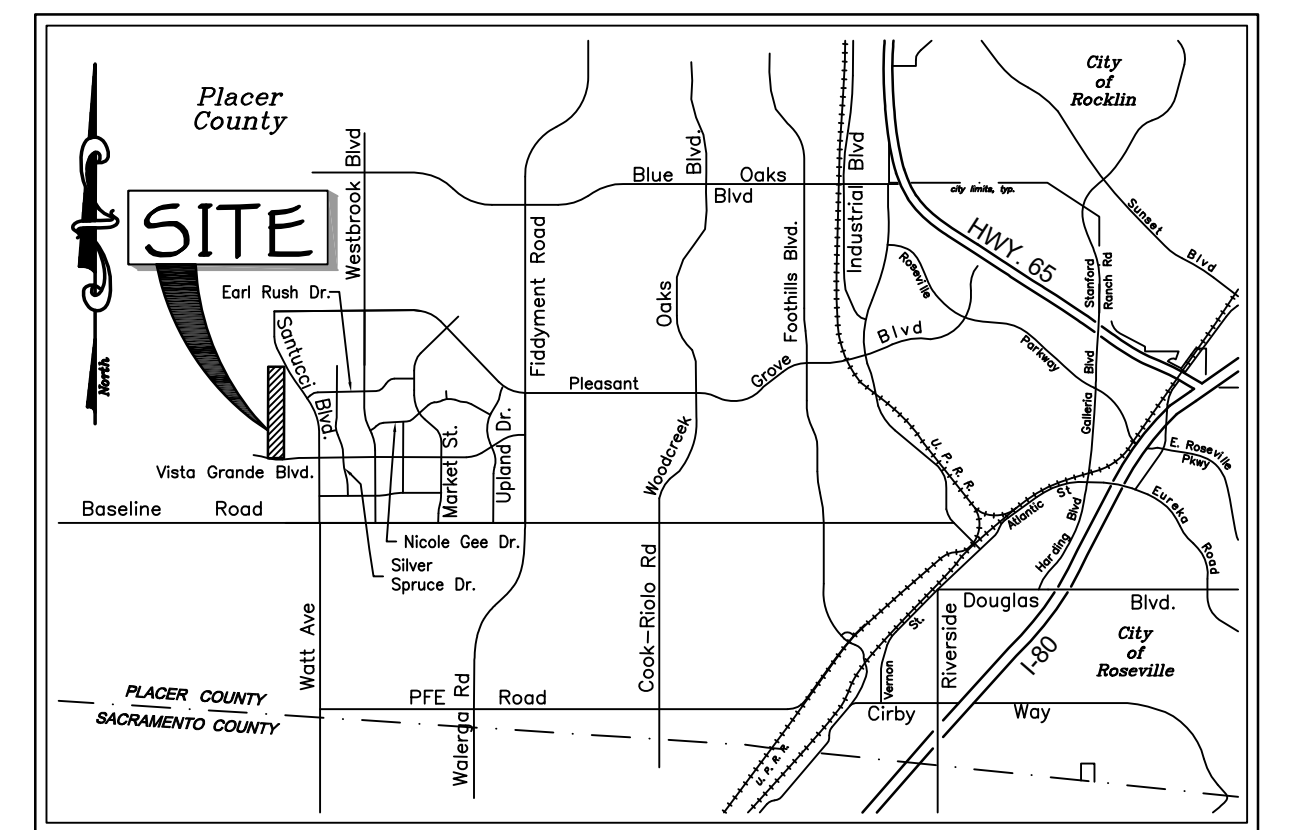 City
of
Rocklin
Placer
County
Westbrook Blvd
Blvd.
Blue Oaks
Blvd
Industrial Blvd
city limits, typ.
SITE
Sunset Blvd
HWY. 65
Fiddyment Road
Foothills Blvd.
Roseville
Parkway
Stanford
Ranch Rd
Earl Rush Dr.
Oaks
Santucci
Blvd.
North
Pleasant Grove Blvd
Galleria Blvd
Market St.
Upland Dr.
Woodcreek
U. P. R. R.
E. Roseville
Pkwy
Vista Grande Blvd.
Baseline Road
Atlantic St
Eureka Road
Harding Blvd
Nicole Gee Dr.
Silver
Spruce Dr.
Cook-Riolo Rd
Watt Ave
Douglas Blvd.
St.
Vernon
Riverside
City
of
Roseville
I-80
PLACER COUNTY
SACRAMENTO COUNTY
PFE Road
Walerga Rd
Cirby Way
U. P. R. R.